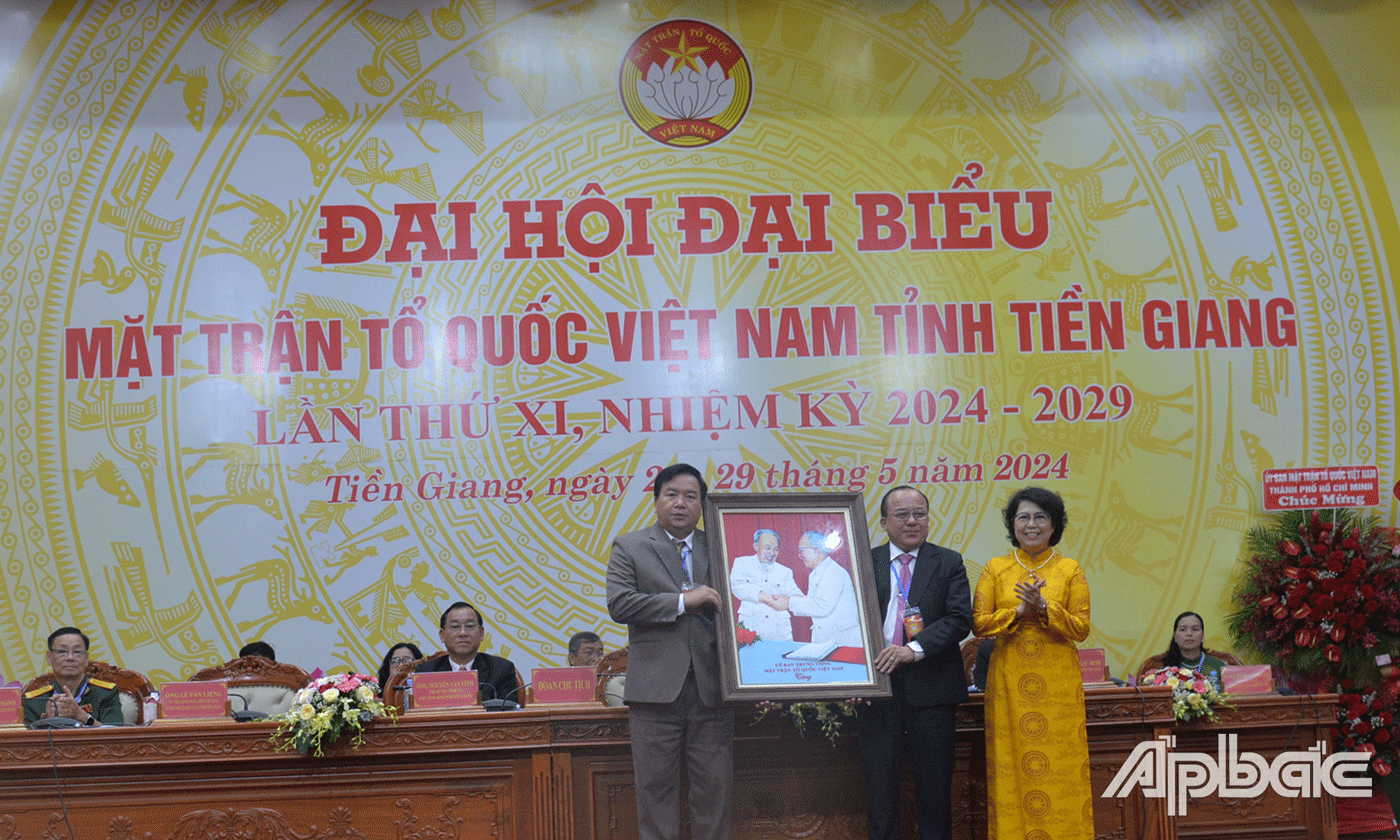 MẶT TRẬN TỔ QUỐC
VIỆT NAM
ĐẠI HỘI ĐẠI BIỂU
MẶT TRẬN TỔ QUỐC VIỆT NAM TỈNH TIỀN GIANG
LẦN THỨ XI, NHIỆM KỲ 2024 - 2029
Tiền Giang, ngày 29 tháng 5 năm 2024
ỦY BAN MẶT TRẬN TỔ QUỐC VIỆT NAM
THÀNH PHỐ HỒ CHÍ MINH
Chúc Mừng
ỦY BAN TRUNG ƯƠNG
MẶT TRẬN TỔ QUỐC VIỆT NAM
Tặng
ĐOÀN CHỦ TỊCH
Apbắc